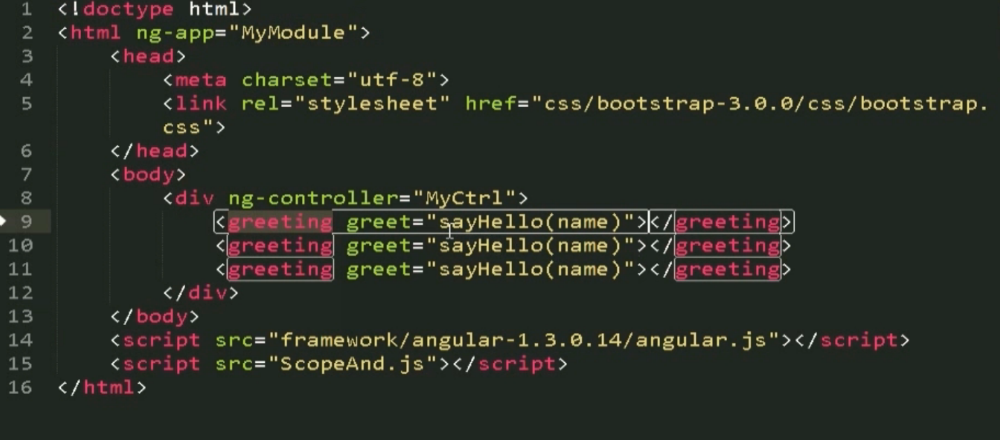 1 <!doctype html>
2 <html ng-app="MyModule">
3 <head>
4 <meta charset="utf-8">
5 <link rel="stylesheet" href="css/bootstrap-3.0.0/css/bootstrap.
css">
6 </head>
7 <body>
8 <div ng-controller="MyCtrl">
9 <greeting greet="sayHello(name)"></greeting>
10 <greeting greet="sayHello(name)"></greeting>
11 <greeting greet="sayHello(name)"></greeting>
12 </div>
13 </body>
14 <script src="framework/angular-1.3.0.14/angular.js"></script>
15 <script src="ScopeAnd.js"></script>
16 </html>